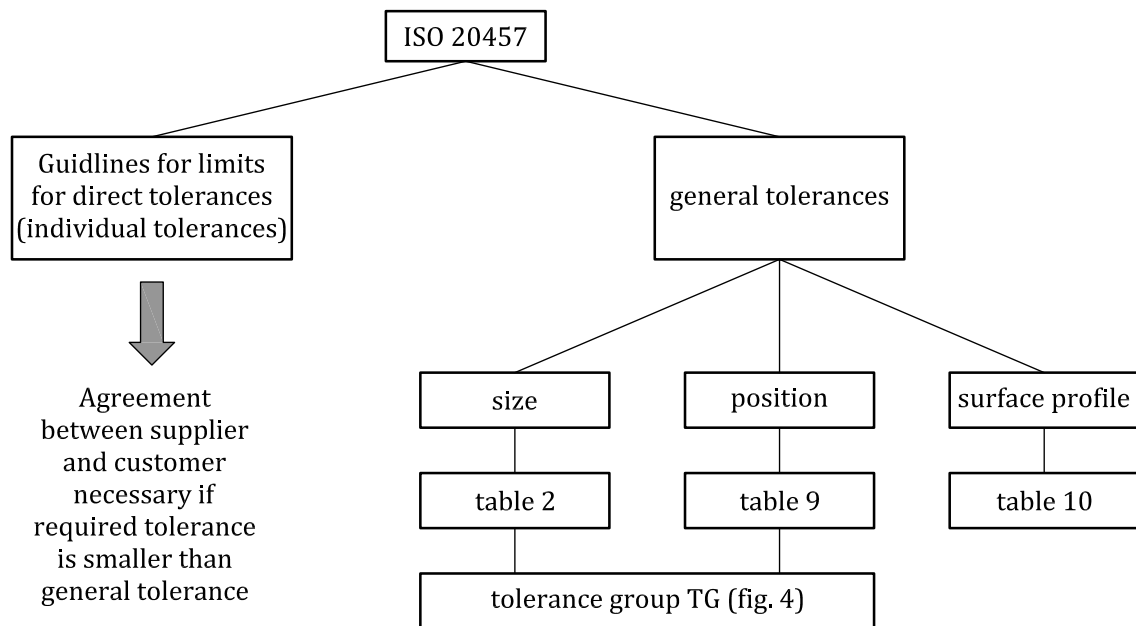 ISO 20457
Guidlines for limits
for direct tolerances
(individual tolerances)
general tolerances
Agreement
between supplier
and customer
necessary if
required tolerance
is smaller than
general tolerance
size
position
surface profile
table 2
table 9
table 10
tolerance group TG (fig. 4)